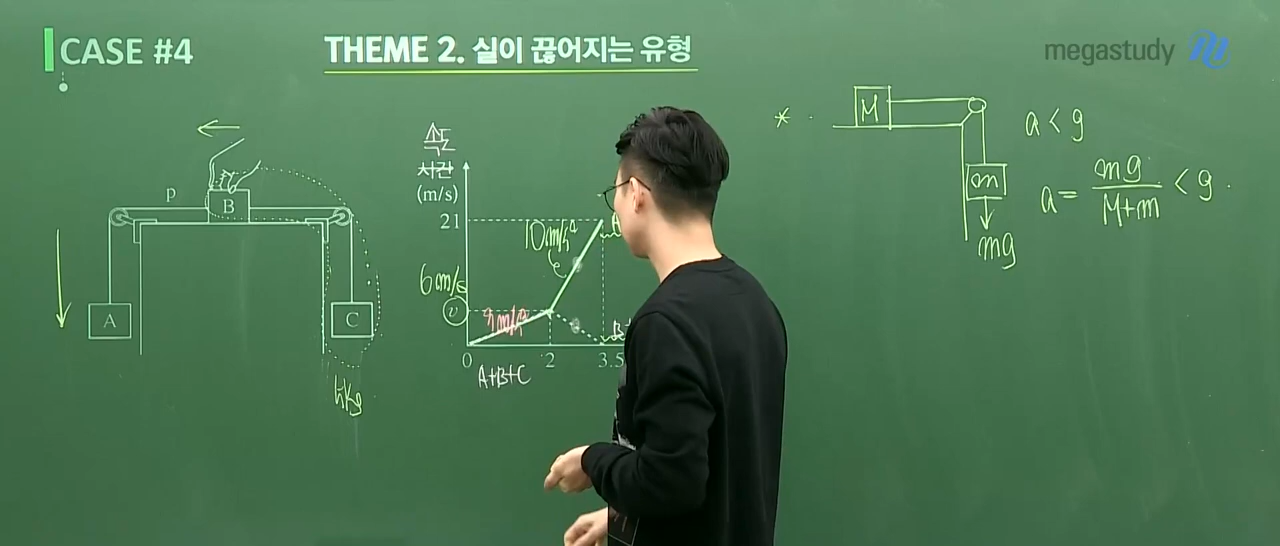 CASE #4
THEME 2. 실이 끊어지는 유형
megastudy
p
B
A
C
속도
시간
(m/s)
21
10m/s²
6m/s
v
0
2
3.5
A+B+C
*
M
m
mg
a < g
a = mg / M+m < g